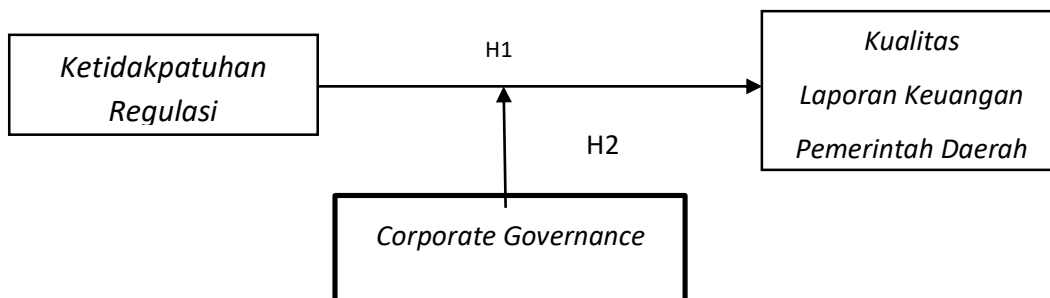 Ketidakpatuhan
Regulasi
H1
Kualitas
Laporan Keuangan
Pemerintah Daerah
H2
Corporate Governance